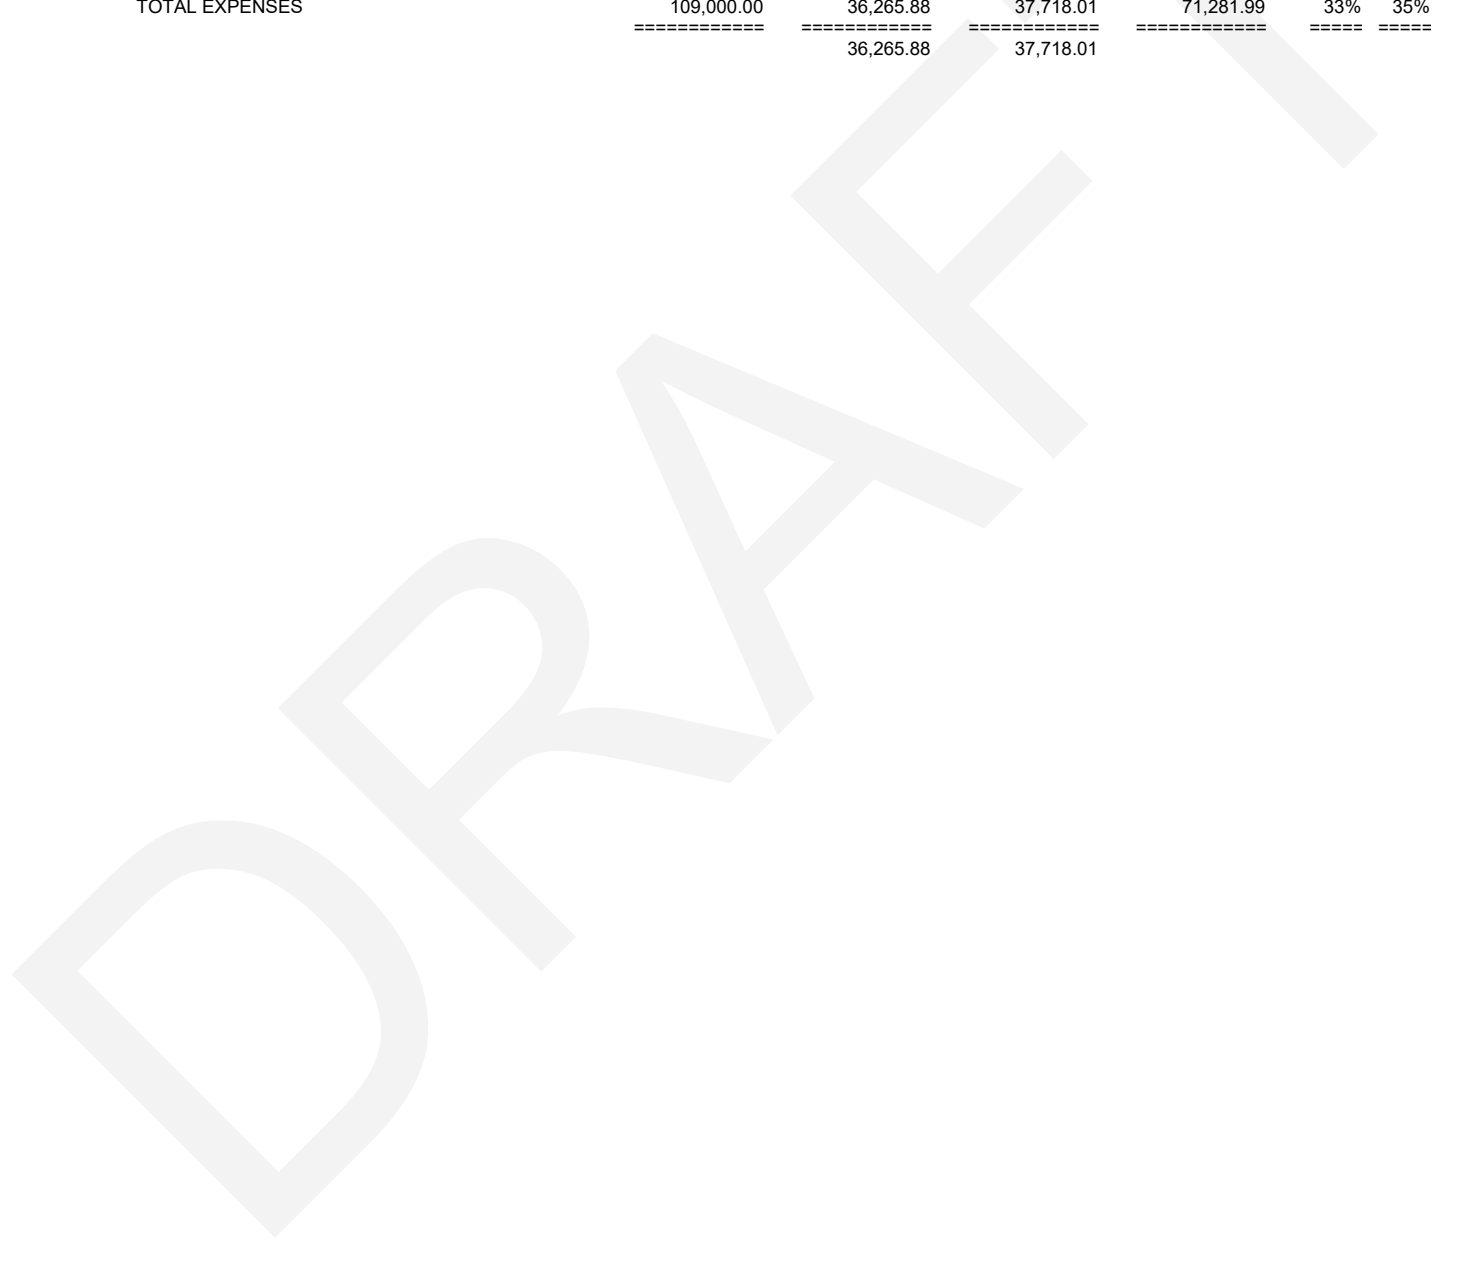 TOTAL EXPENSES 109,000.00 36,265.88 37,718.01 71,281.99 33% 35%
============ ============ ============ ============ ===== =====
36,265.88 37,718.01
DRAFT